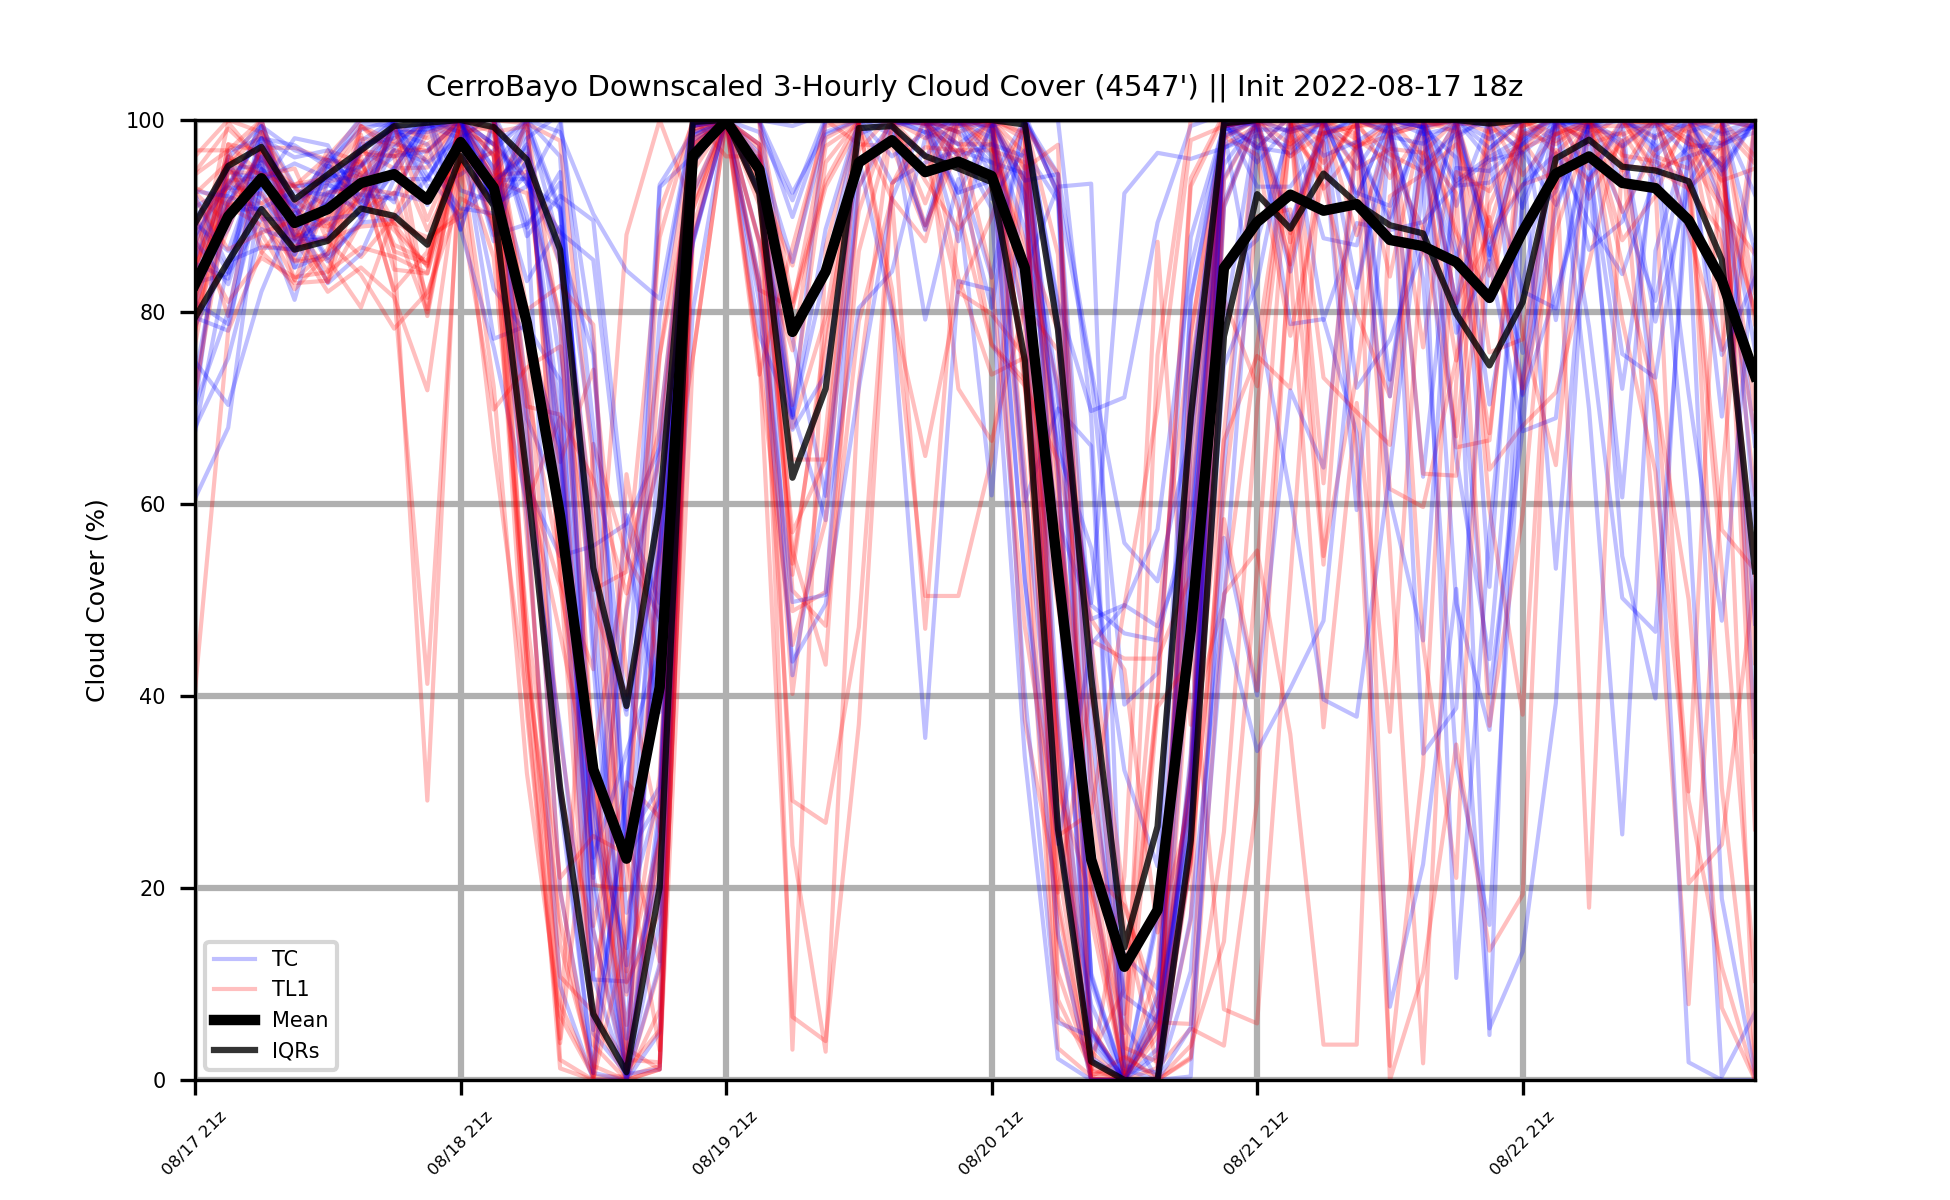 CerroBayo Downscaled 3-Hourly Cloud Cover (4547') || Init 2022-08-17 18z
Cloud Cover (%)
100
80
60
40
20
0
TC
TL1
Mean
IQRs
08/17 21z
08/18 21z
08/19 21z
08/20 21z
08/21 21z
08/22 21z